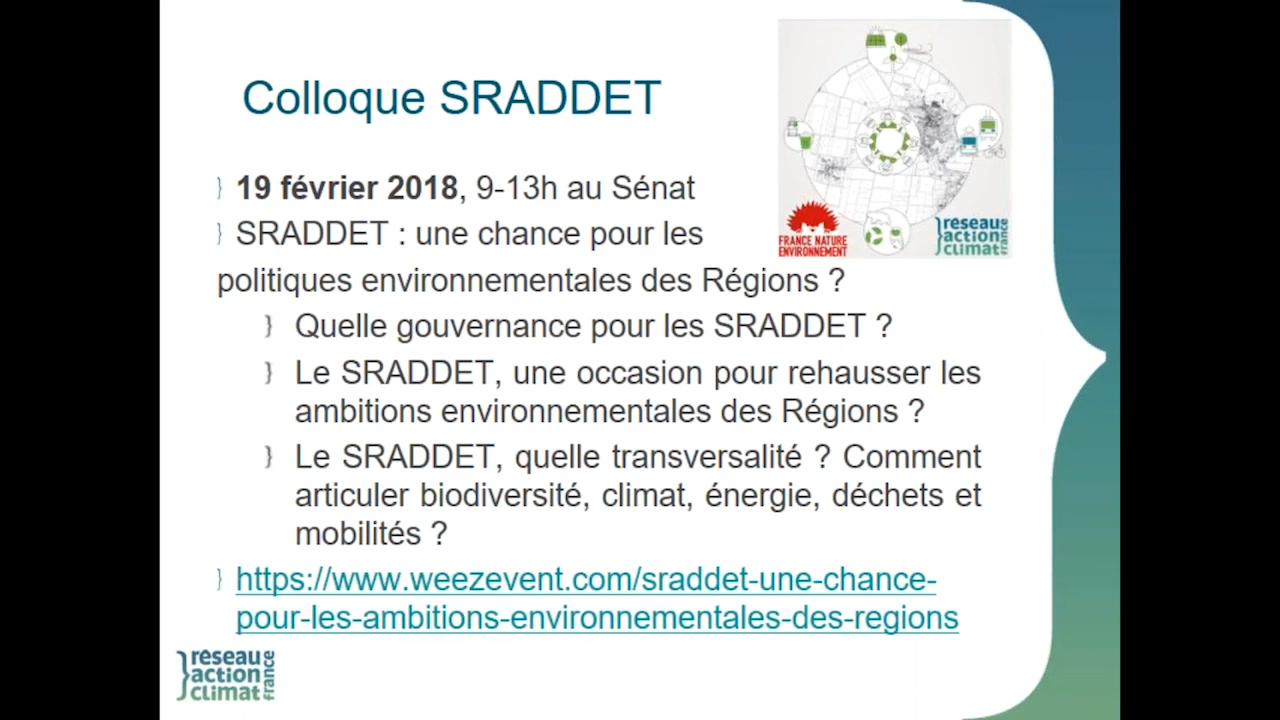 Colloque SRADDET
19 février 2018, 9-13h au Sénat
SRADDET : une chance pour les
politiques environnementales des Régions ?
Quelle gouvernance pour les SRADDET ?
Le SRADDET, une occasion pour rehausser les
ambitions environnementales des Régions ?
Le SRADDET, quelle transversalité ? Comment
articuler biodiversité, climat, énergie, déchets et
mobilités ?
https://www.weezevent.com/sraddet-une-chance-
pour-les-ambitions-environnementales-des-regions
FRANCE NATURE
ENVIRONNEMENT
réseau
action
climat
france
réseau
action
climat
france